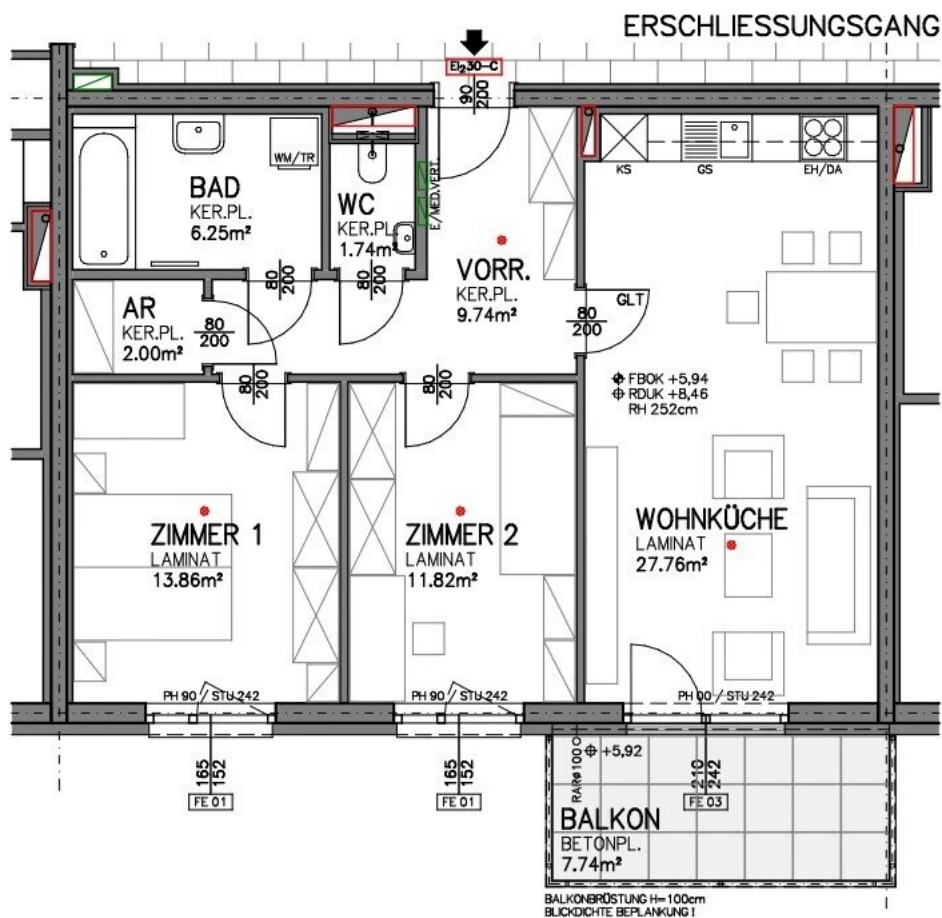 ERSCHLIESSUNGSGANG
EI₂30-C
90
200
WM/TR
BAD
KER.PL.
6.25m²
WC
KER.PL.
1.74m²
E/MED.VERT.
KS
GS
EH/DA
VORR.
KER.PL.
9.74m²
80
200
80
200
GLT
80
200
AR
KER.PL.
2.00m²
80
200
80
200
80
200
FBOK +5,94
RDUK +8,46
RH 252cm
ZIMMER 1
LAMINAT
13.86m²
ZIMMER 2
LAMINAT
11.82m²
WOHNKÜCHE
LAMINAT
27.76m²
PH 90 / STU 242
PH 90 / STU 242
PH 00 / STU 242
165
152
FE 01
165
152
FE 01
RARø100
+5,92
210
242
FE 03
BALKON
BETONPL.
7.74m²
BALKONBRÜSTUNG H=100cm
BLICKDICHTE BEPLANKUNG !